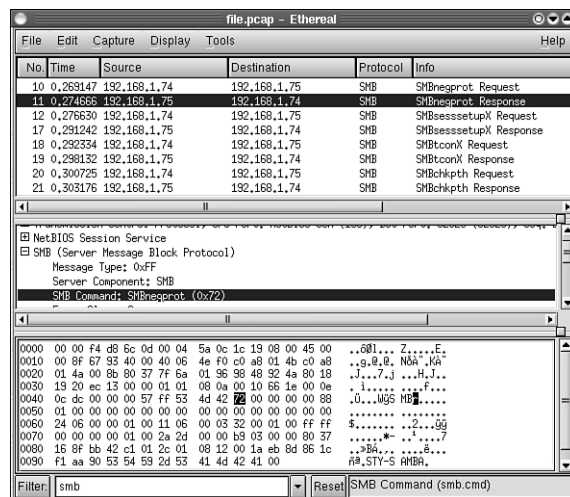 file.pcap - Ethereal
File Edit Capture Display Tools Help
No. Time Source Destination Protocol Info
10 0.269147 192.168.1.74 192.168.1.75 SMB SMBnegprot Request
11 0.274666 192.168.1.75 192.168.1.74 SMB SMBnegprot Response
12 0.276630 192.168.1.74 192.168.1.75 SMB SMBsesssetupX Request
17 0.291242 192.168.1.75 192.168.1.74 SMB SMBsesssetupX Response
18 0.292334 192.168.1.74 192.168.1.75 SMB SMBtconX Request
19 0.298132 192.168.1.75 192.168.1.74 SMB SMBtconX Response
20 0.300725 192.168.1.74 192.168.1.75 SMB SMBchkpth Request
21 0.303176 192.168.1.75 192.168.1.74 SMB SMBchkpth Response
NetBIOS Session Service
SMB (Server Message Block Protocol)
Message Type: 0xFF
Server Component: SMB
SMB Command: SMBnegprot (0x72)
0000 00 00 f4 d8 6c 0d 00 04 5a 0c 1c 19 08 00 45 00 ..ôØl... Z.....E.
0010 00 8f 67 93 40 00 40 06 4e f0 c0 a8 01 4b c0 a8 ..g.@.@. NðÀ¨.KÀ¨
0020 01 4a 00 8b 80 37 7f 6a 01 96 98 48 92 4a 80 18 .J...7.j ...H.J..
0030 19 20 ec 13 00 00 01 01 08 0a 00 10 66 1e 00 0e . ì..... ....f...
0040 0c dc 00 00 00 57 ff 53 4d 42 72 00 00 00 00 88 .Ü...WÿS MBr.....
0050 01 00 00 00 00 00 00 00 00 00 00 00 00 00 00 00 ........ ........
0060 24 06 00 00 01 00 11 06 00 03 32 00 01 00 ff ff $....... ..2...ÿÿ
0070 00 00 00 00 01 00 2a 2d 00 00 b9 03 00 00 80 37 ......*- ..¹....7
0080 16 8f bb 42 c1 01 2c 01 08 12 00 1a eb 8d 86 1c ..»BÁ.,. ....ë...
0090 f1 aa 90 53 54 59 2d 53 41 4d 42 41 00 ñª.STY-S AMBA.
Filter: smb Reset SMB Command (smb.cmd)